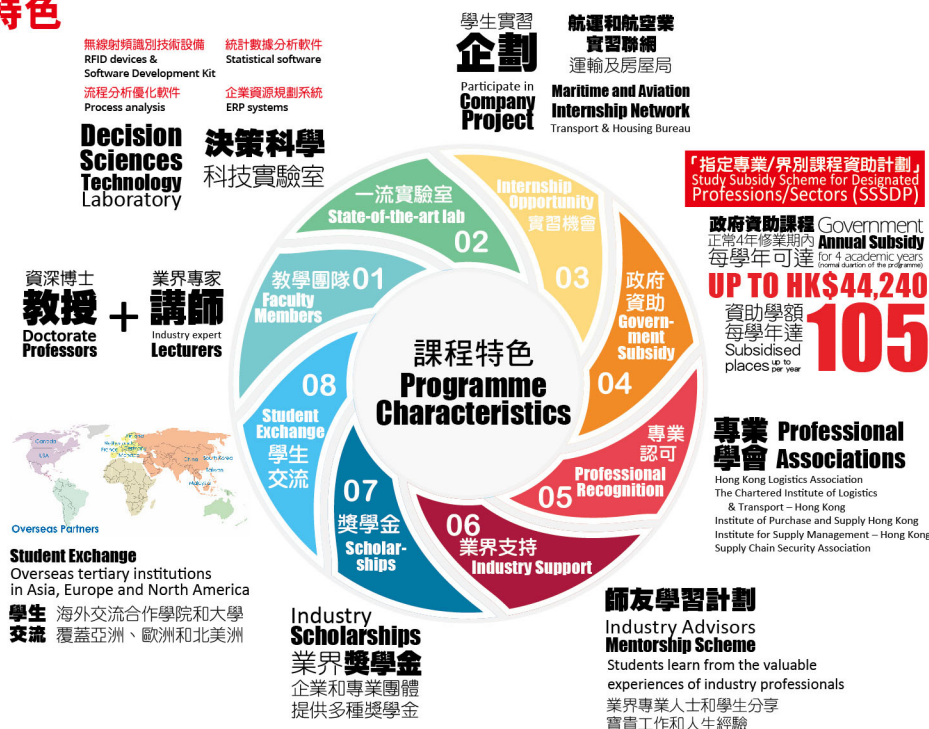 特色
無線射頻識別技術設備
RFID devices &
Software Development Kit
統計數據分析軟件
Statistical software
流程分析優化軟件
Process analysis
企業資源規劃系統
ERP systems
Decision
Sciences
Technology
Laboratory
決策科學
科技實驗室
學生實習
企劃
Participate in
Company
Project
航運和航空業
實習聯網
運輸及房屋局
Maritime and Aviation
Internship Network
Transport & Housing Bureau
「指定專業/界別課程資助計劃」
Study Subsidy Scheme for Designated
Professions/Sectors (SSSDP)
政府資助課程 Government
正常4年修業期內 Annual Subsidy
每學年可達 for 4 academic years
(normal duartion of the programme)
UP TO HK$44,240
資助學額
每學年達
Subsidised
places up to per year
105
資深博士
教授
Doctorate
Professors
+
業界專家
講師
Industry expert
Lecturers
課程特色
Programme
Characteristics
教學團隊 01
Faculty
Members
一流實驗室
State-of-the-art lab
02
Internship
Opportunity
實習機會
03
政府
資助
Govern-
ment
Subsidy
04
專業
認可
Professional
05 Recognition
06
業界支持
Industry Support
07
獎學金
Scholar-
ships
08
Student
Exchange
學生
交流
專業 Professional
學會 Associations
Hong Kong Logistics Association
The Chartered Institute of Logistics
& Transport – Hong Kong
Institute of Purchase and Supply Hong Kong
Institute for Supply Management – Hong Kong
Supply Chain Security Association
Canada
USA
France
China
South Korea
Taiwan
Malaysia
Overseas Partners
Student Exchange
Overseas tertiary institutions
in Asia, Europe and North America
學生 海外交流合作學院和大學
交流 覆蓋亞洲、歐洲和北美洲
Industry
Scholarships
業界獎學金
企業和專業團體
提供多種獎學金
師友學習計劃
Industry Advisors
Mentorship Scheme
Students learn from the valuable
experiences of industry professionals
業界專業人士和學生分享
寶貴工作和人生經驗